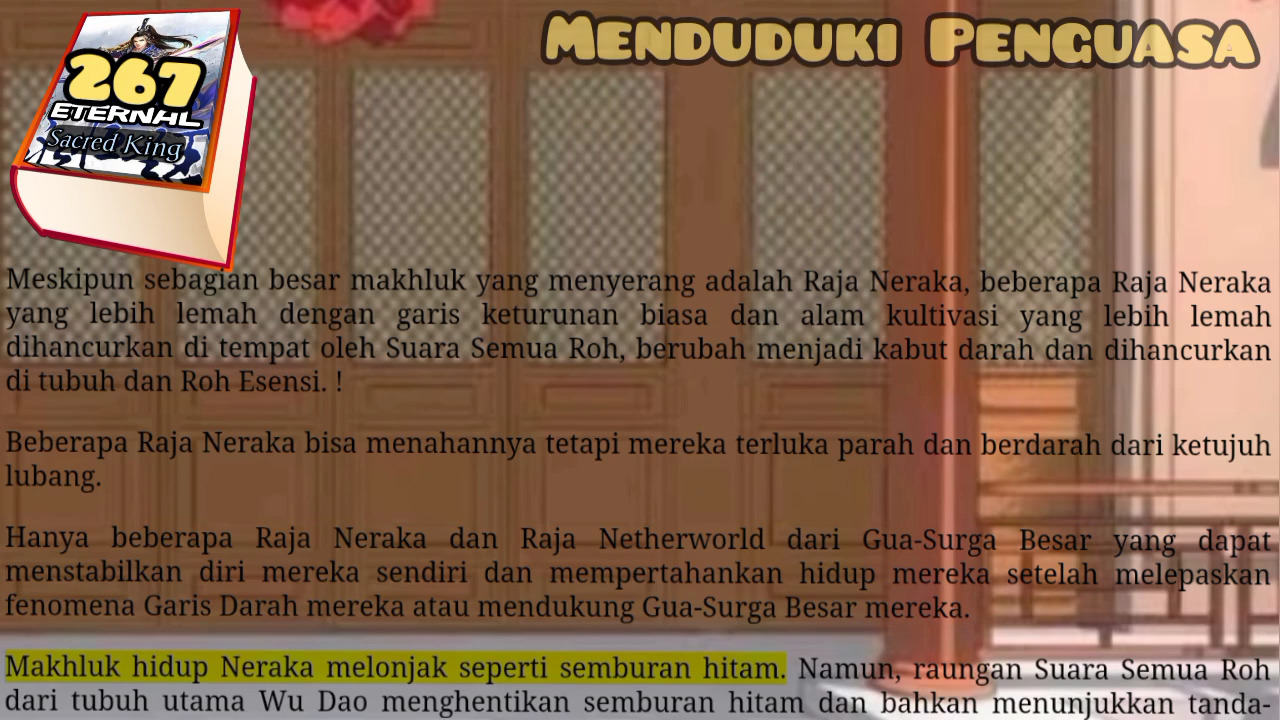 Menduduki Penguasa
267
ETERNAL
Sacred King
Meskipun sebagian besar makhluk yang menyerang adalah Raja Neraka, beberapa Raja Neraka
yang lebih lemah dengan garis keturunan biasa dan alam kultivasi yang lebih lemah
dihancurkan di tempat oleh Suara Semua Roh, berubah menjadi kabut darah dan dihancurkan
di tubuh dan Roh Esensi. !
Beberapa Raja Neraka bisa menahannya tetapi mereka terluka parah dan berdarah dari ketujuh
lubang.
Hanya beberapa Raja Neraka dan Raja Netherworld dari Gua-Surga Besar yang dapat
menstabilkan diri mereka sendiri dan mempertahankan hidup mereka setelah melepaskan
fenomena Garis Darah mereka atau mendukung Gua-Surga Besar mereka.
Makhluk hidup Neraka melonjak seperti semburan hitam. Namun, raungan Suara Semua Roh
dari tubuh utama Wu Dao menghentikan semburan hitam dan bahkan menunjukkan tanda-